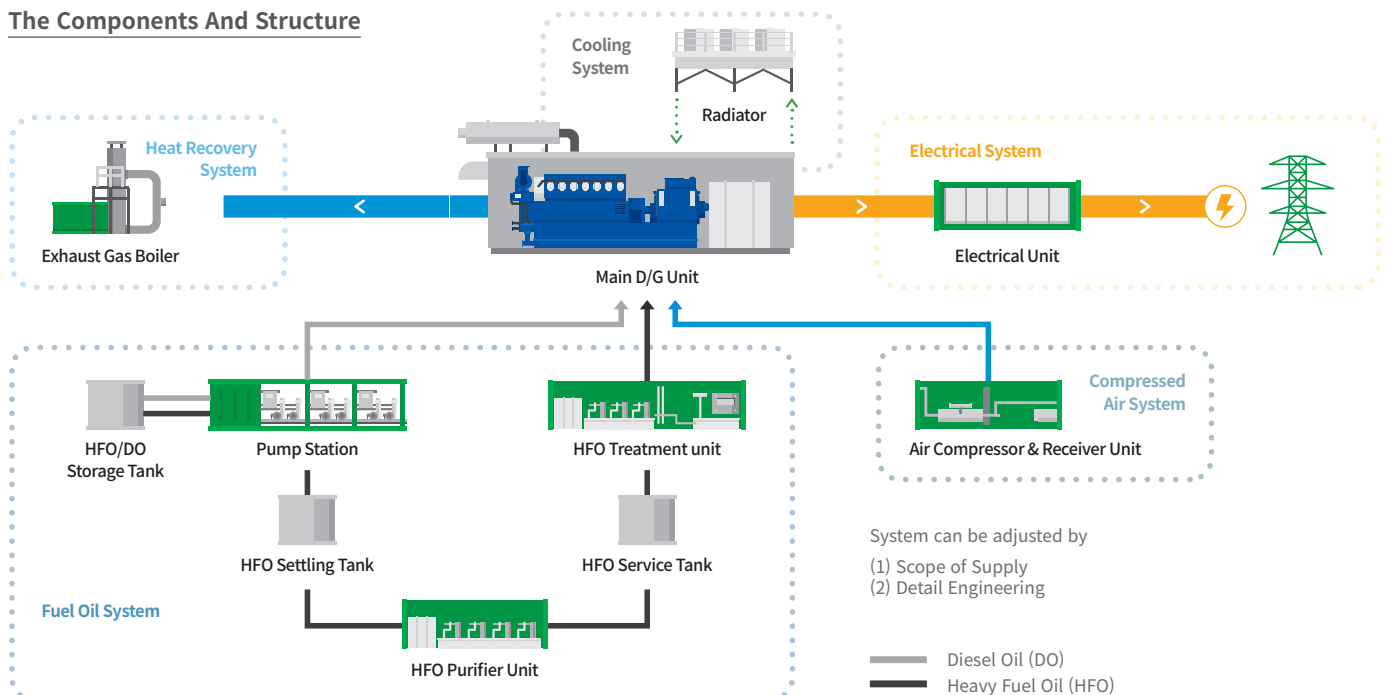 The Components And Structure
Cooling
System
Radiator
Heat Recovery
System
Exhaust Gas Boiler
Electrical System
Electrical Unit
Main D/G Unit
HFO/DO
Storage Tank
Pump Station
HFO Treatment unit
Compressed
Air System
Air Compressor & Receiver Unit
HFO Settling Tank
HFO Service Tank
Fuel Oil System
HFO Purifier Unit
System can be adjusted by
(1) Scope of Supply
(2) Detail Engineering
Diesel Oil (DO)
Heavy Fuel Oil (HFO)